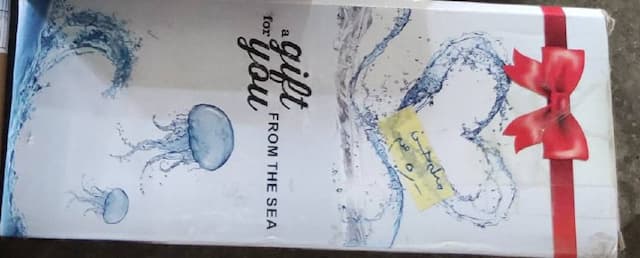 a
gift
for
you
FROM THE SEA